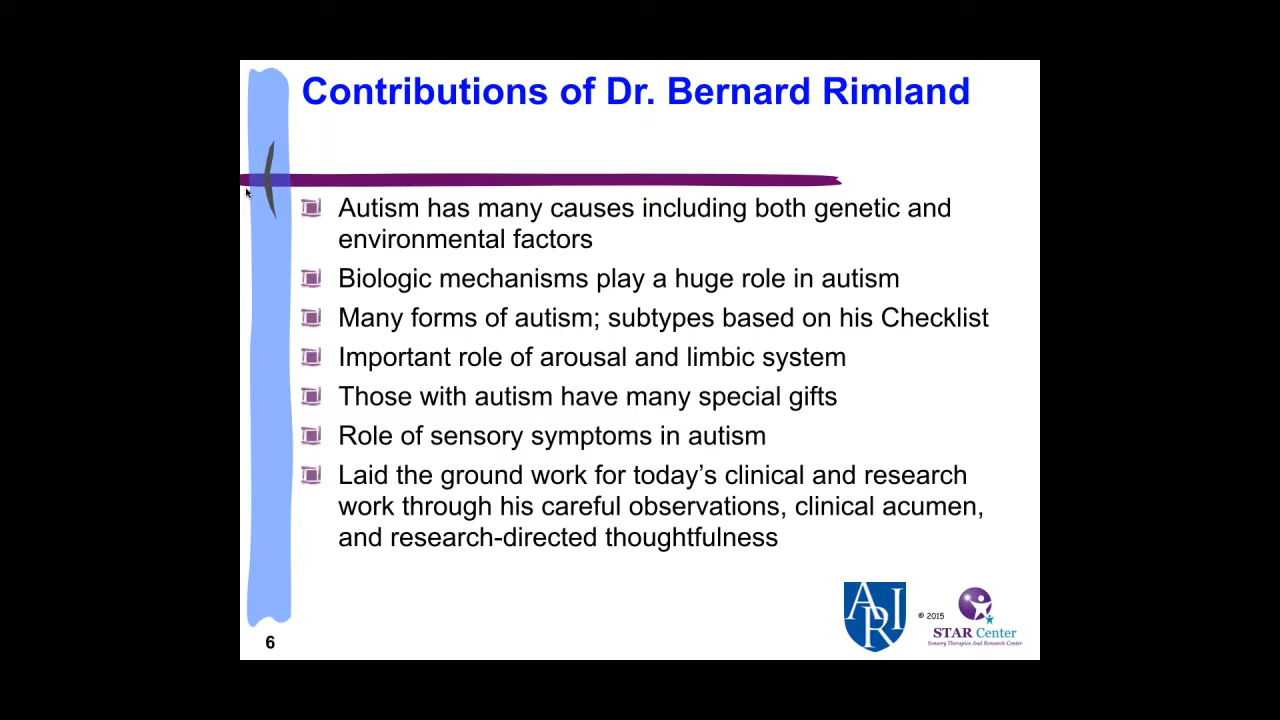 Contributions of Dr. Bernard Rimland
Autism has many causes including both genetic and
environmental factors
Biologic mechanisms play a huge role in autism
Many forms of autism; subtypes based on his Checklist
Important role of arousal and limbic system
Those with autism have many special gifts
Role of sensory symptoms in autism
Laid the ground work for today’s clinical and research
work through his careful observations, clinical acumen,
and research-directed thoughtfulness
ARI
© 2015
STAR Center
Sensory Therapies And Research Center
6